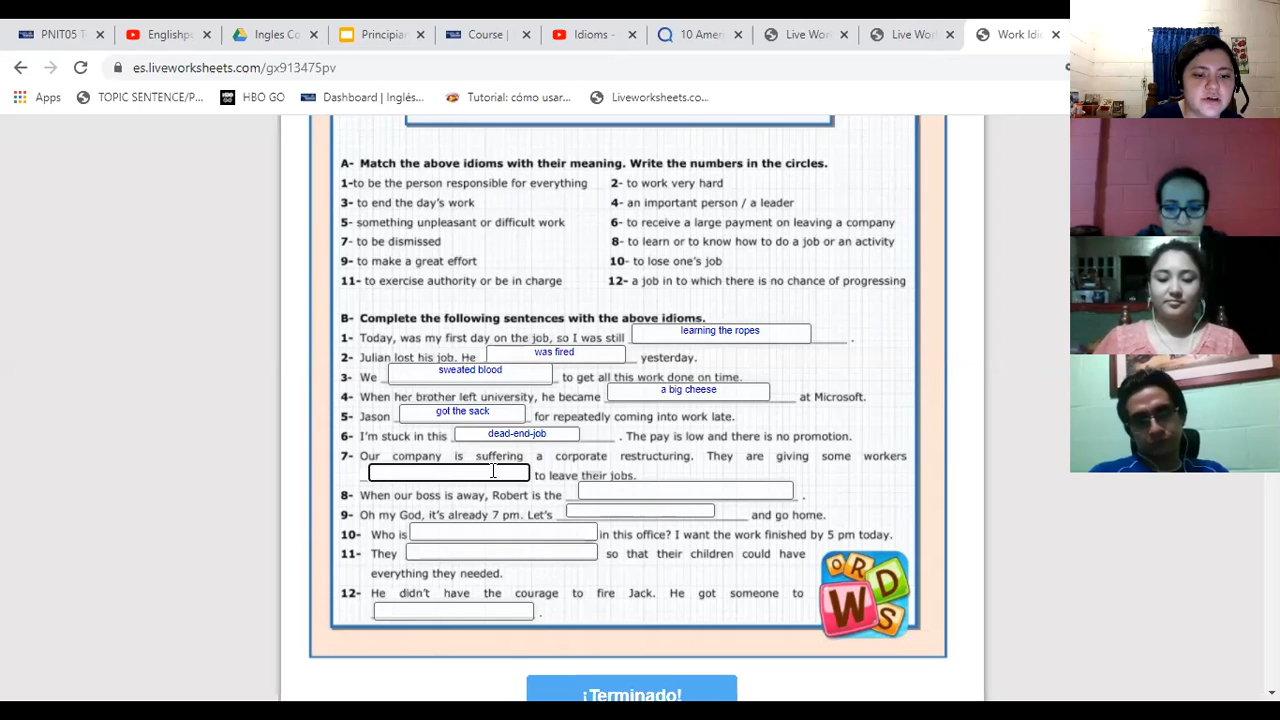 PNIT05 T
Englishpo
Ingles Co
Principian
Course
Idioms -
10 Ameri
Live Wor
Live Wor
Work Idio
es.liveworksheets.com/gx913475pv
Apps
TOPIC SENTENCE/P...
HBO GO
Dashboard | Inglés...
Tutorial: cómo usar...
Liveworksheets.co...
A- Match the above idioms with their meaning. Write the numbers in the circles.
1-to be the person responsible for everything 2- to work very hard
3- to end the day's work 4- an important person / a leader
5- something unpleasant or difficult work 6- to receive a large payment on leaving a company
7- to be dismissed 8- to learn or to know how to do a job or an activity
9- to make a great effort 10- to lose one's job
11- to exercise authority or be in charge 12- a job in to which there is no chance of progressing
B- Complete the following sentences with the above idioms.
1- Today, was my first day on the job, so I was still learning the ropes .
2- Julian lost his job. He was fired yesterday.
3- We sweated blood to get all this work done on time.
4- When her brother left university, he became a big cheese at Microsoft.
5- Jason got the sack for repeatedly coming into work late.
6- I'm stuck in this dead-end-job . The pay is low and there is no promotion.
7- Our company is suffering a corporate restructuring. They are giving some workers
to leave their jobs.
8- When our boss is away, Robert is the .
9- Oh my God, it's already 7 pm. Let's and go home.
10- Who is in this office? I want the work finished by 5 pm today.
11- They so that their children could have
everything they needed.
12- He didn't have the courage to fire Jack. He got someone to
.
ORD
W S
¡Terminado!